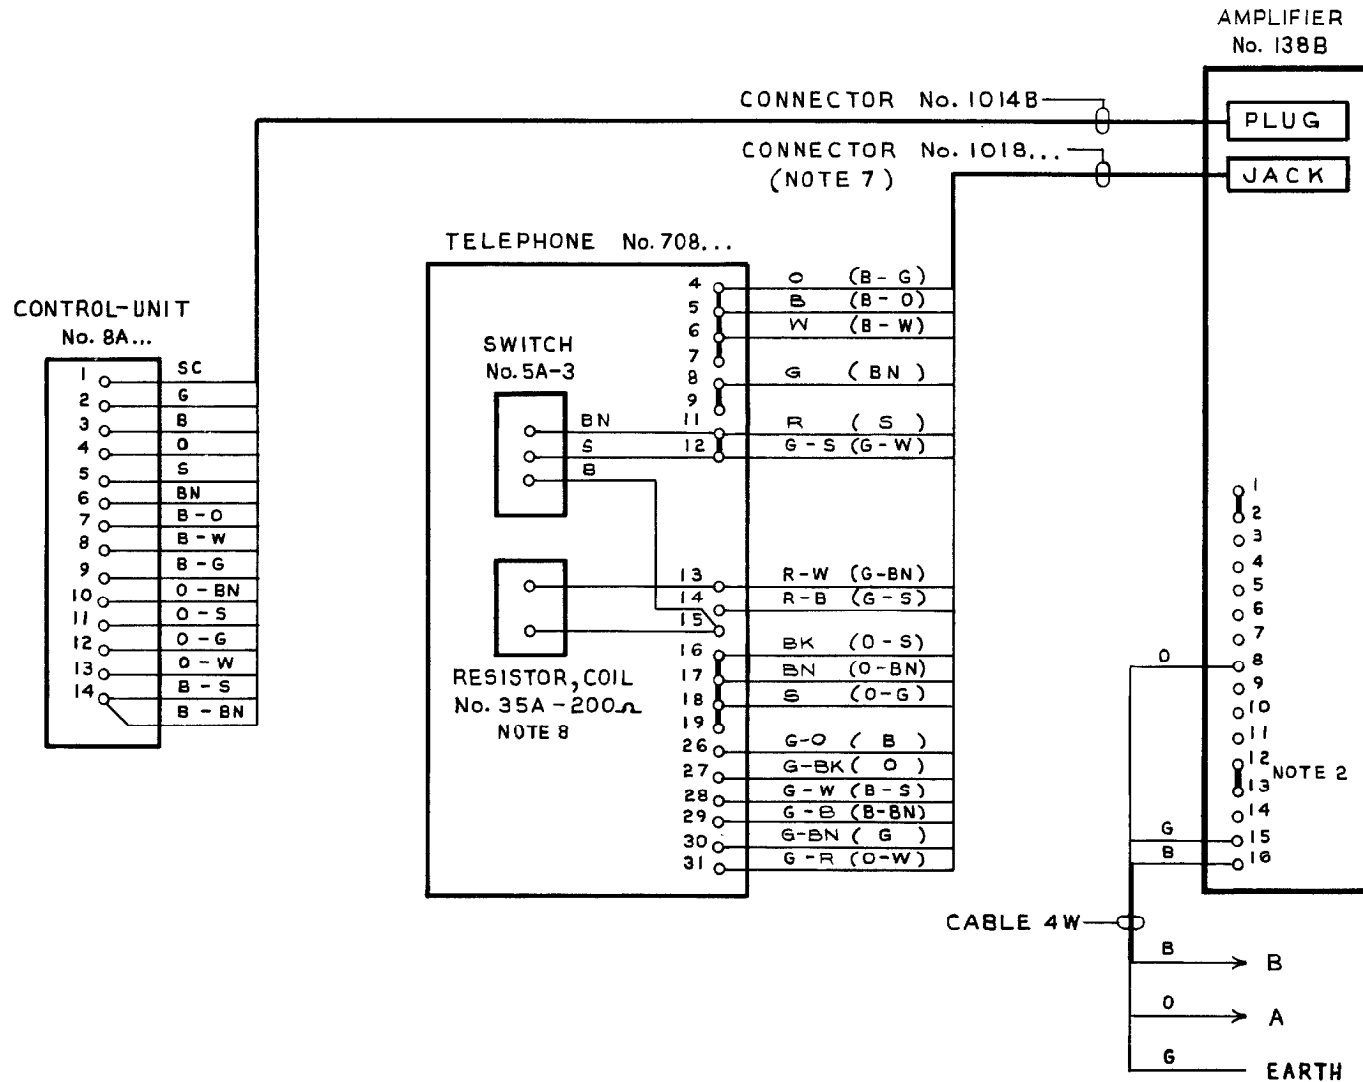 AMPLIFIER
No. 138B
CONNECTOR No. 1014B
PLUG
CONNECTOR No. 1018...
(NOTE 7)
JACK
TELEPHONE No. 708...
CONTROL-UNIT
No. 8A...
1 SC
2 G
3 B
4 O
5 S
6 BN
7 B-O
8 B-W
9 B-G
10 O-BN
11 O-S
12 O-G
13 O-W
14 B-S
B-BN
SWITCH
No. 5A-3
BN
S
B
RESISTOR, COIL
No. 35A-200Ω
NOTE 8
4 O (B-G)
5 B (B-O)
6 W (B-W)
7
8 G (BN)
9
11 R (S)
12 G-S (G-W)
13 R-W (G-BN)
14 R-B (G-S)
15
16 BK (O-S)
17 BN (O-BN)
18 S (O-G)
19
26 G-O (B)
27 G-BK (O)
28 G-W (B-S)
29 G-B (B-BN)
30 G-BN (G)
31 G-R (O-W)
1
2
3
4
5
6
7
O 8
9
10
11
12
NOTE 2
13
14
G 15
B 16
CABLE 4W
B B
O A
G EARTH